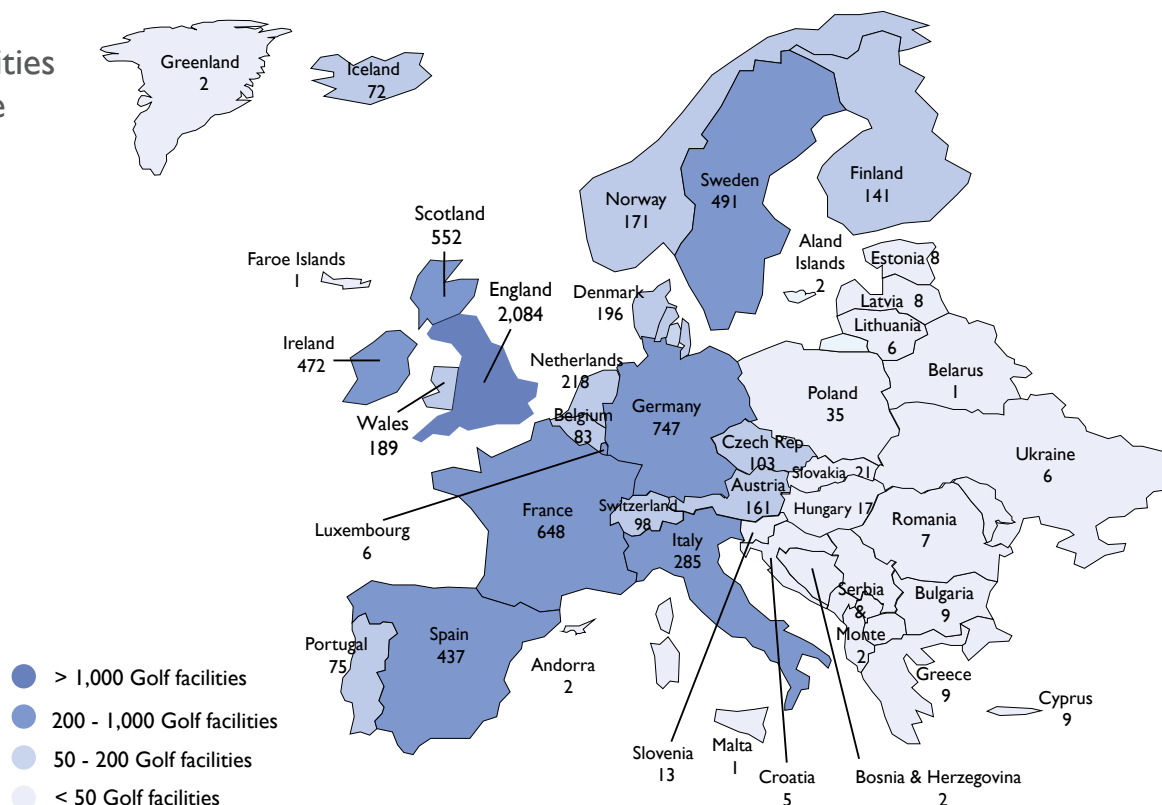 ities
e
Greenland
2
Iceland
72
Norway
171
Sweden
491
Finland
141
Scotland
552
Faroe Islands
1
Aland
Islands
2
Estonia 8
Latvia 8
Lithuania
6
Belarus
1
England
2,084
Denmark
196
Ireland
472
Wales
189
Netherlands
218
Belgium
83
Germany
747
Poland
35
Czech Rep
103
Slovakia 21
Ukraine
6
Austria
161
Hungary 17
Switzerland
98
France
648
Luxembourg
6
Italy
285
Romania
7
Serbia
&
Monte
2
Bulgaria
9
Portugal
75
Spain
437
Andorra
2
Greece
9
Cyprus
9
Slovenia
13
Malta
1
Croatia
5
Bosnia & Herzegovina
2
> 1,000 Golf facilities
200 - 1,000 Golf facilities
50 - 200 Golf facilities
< 50 Golf facilities